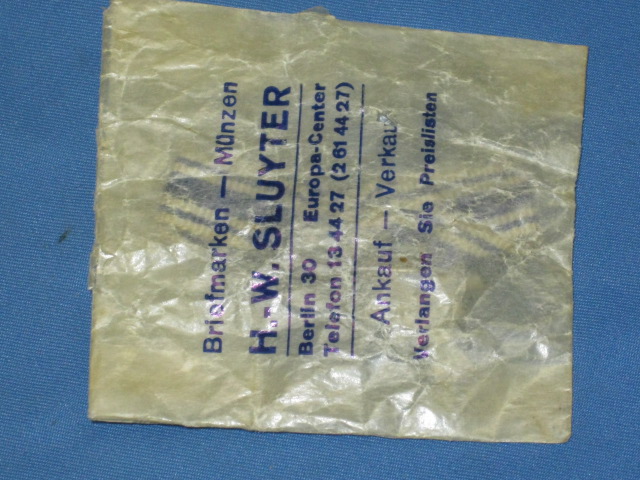 Briefmarken — Münzen
H.-W. SLUYTER
Berlin 30 Europa-Center
Telefon 13 44 27 (2 61 44 27)
Ankauf — Verkauf
Verlangen Sie Preislisten